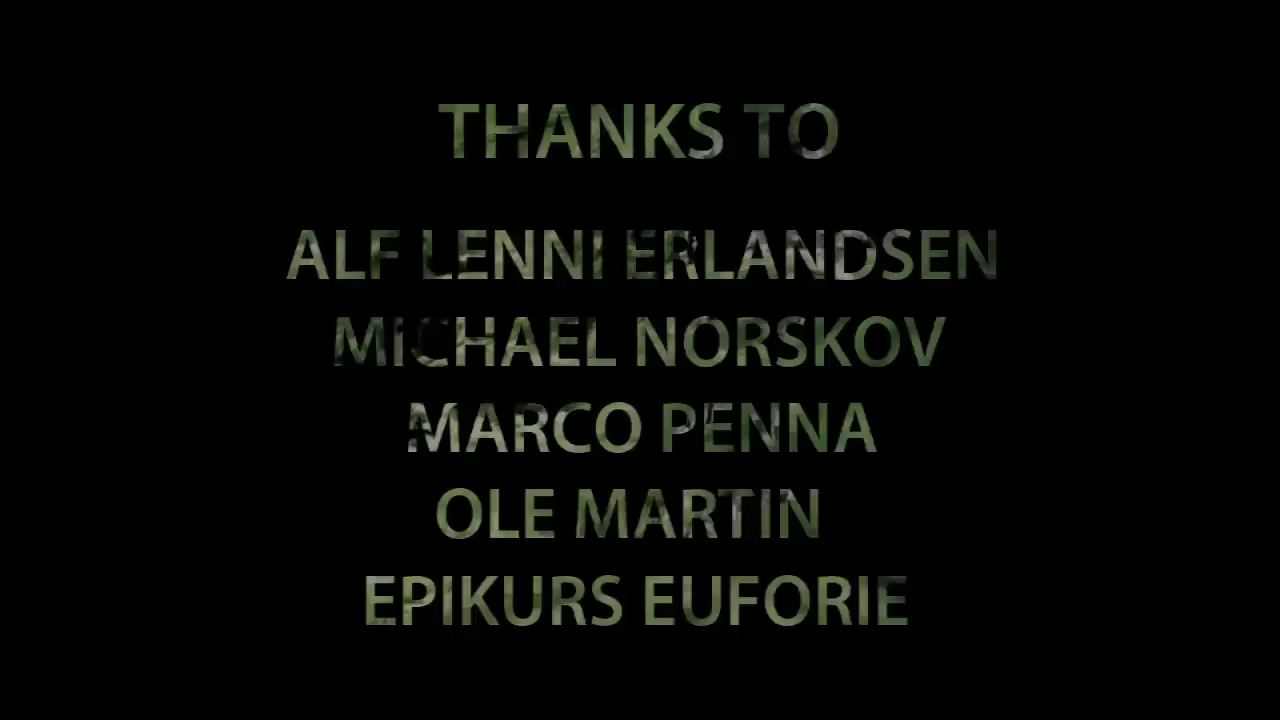 THANKS TO
ALF LENNI ERLANDSEN
MICHAEL NORSKOV
MARCO PENNA
OLE MARTIN
EPIKURS EUFORIE